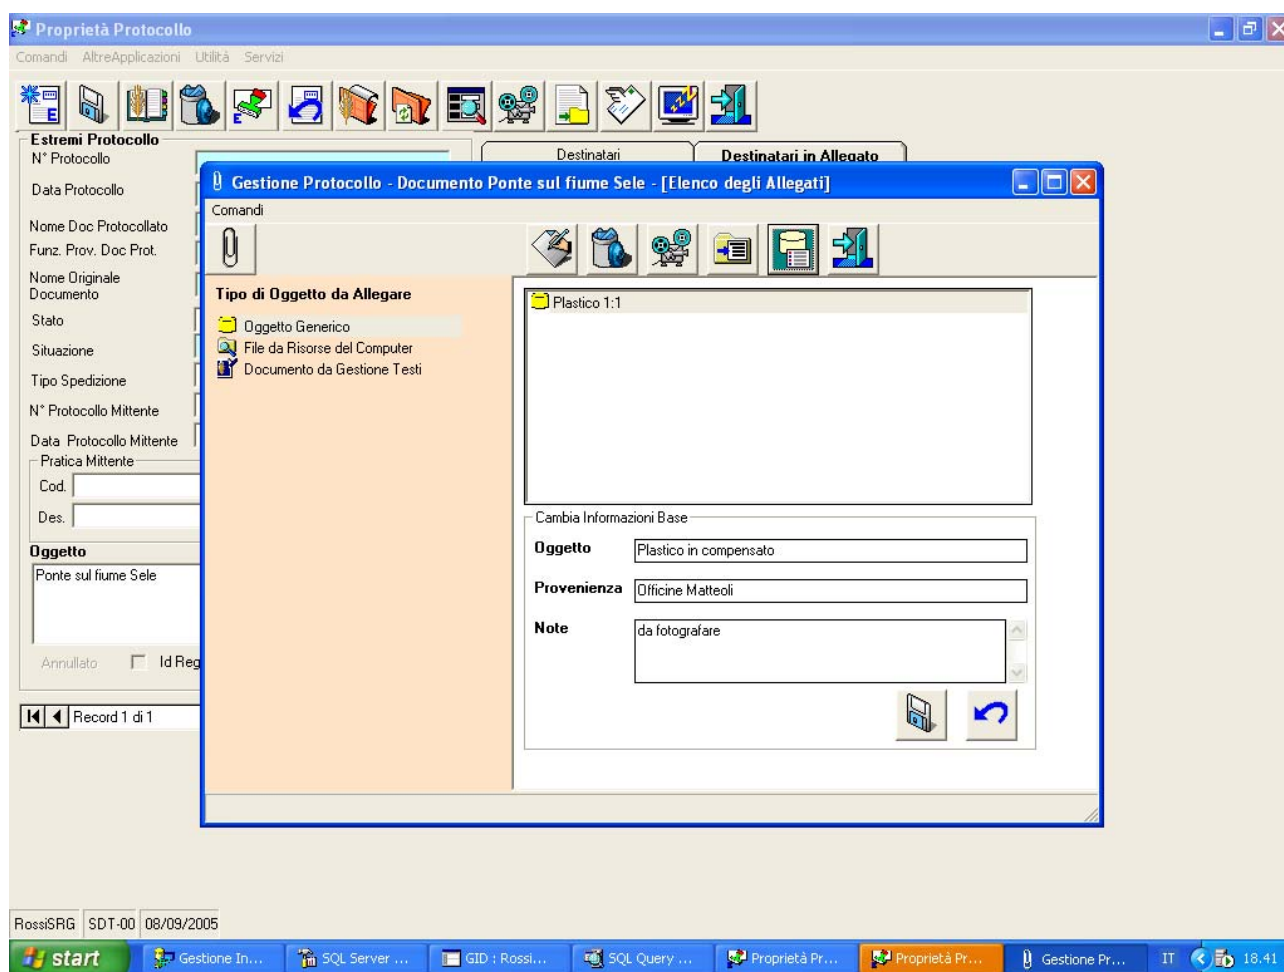 Proprietà Protocollo
Comandi AltreApplicazioni Utilità Servizi
Estremi Protocollo
N° Protocollo
Destinatari
Destinatari in Allegato
Data Protocollo
Nome Doc Protocollato
Funz. Prov. Doc Prot.
Nome Originale
Documento
Stato
Situazione
Tipo Spedizione
N° Protocollo Mittente
Data Protocollo Mittente
Pratica Mittente
Cod.
Des.
Oggetto
Ponte sul fiume Sele
Annullato Id Reg
Record 1 di 1
Gestione Protocollo - Documento Ponte sul fiume Sele - [Elenco degli Allegati]
Comandi
Tipo di Oggetto da Allegare
Oggetto Generico
File da Risorse del Computer
Documento da Gestione Testi
Plastico 1:1
Cambia Informazioni Base
Oggetto Plastico in compensato
Provenienza Officine Matteoli
Note da fotografare
RossiSRG SDT-00 08/09/2005
start Gestione In... SQL Server ... GID : Rossi... SQL Query ... Proprietà Pr... Proprietà Pr... Gestione Pr... IT 18.41